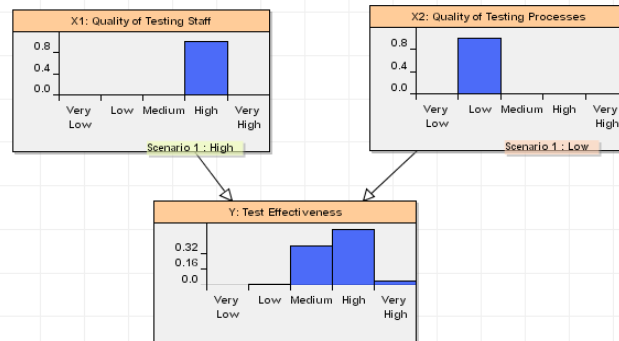 X1: Quality of Testing Staff
0.8
0.4
0.0
Very Low
Low
Medium
High
Very High
Scenario 1 : High
X2: Quality of Testing Processes
0.8
0.4
0.0
Very Low
Low
Medium
High
Very High
Scenario 1 : Low
Y: Test Effectiveness
0.32
0.16
0.0
Very Low
Low
Medium
High
Very High